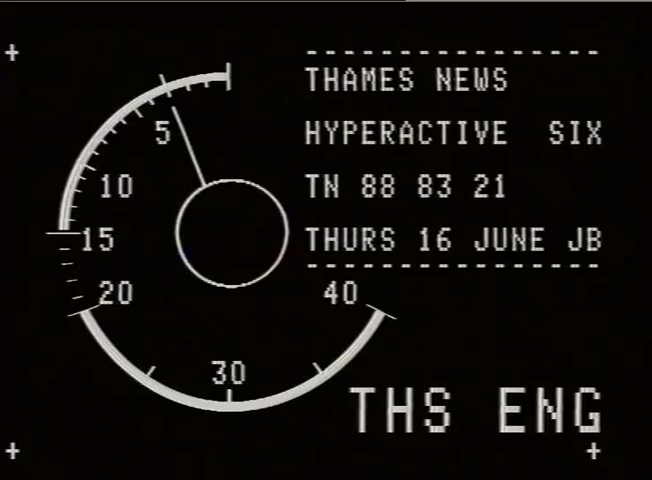 THAMES NEWS
HYPERACTIVE SIX
TN 88 83 21
THURS 16 JUNE JB
5
10
15
20
30
40
THS ENG